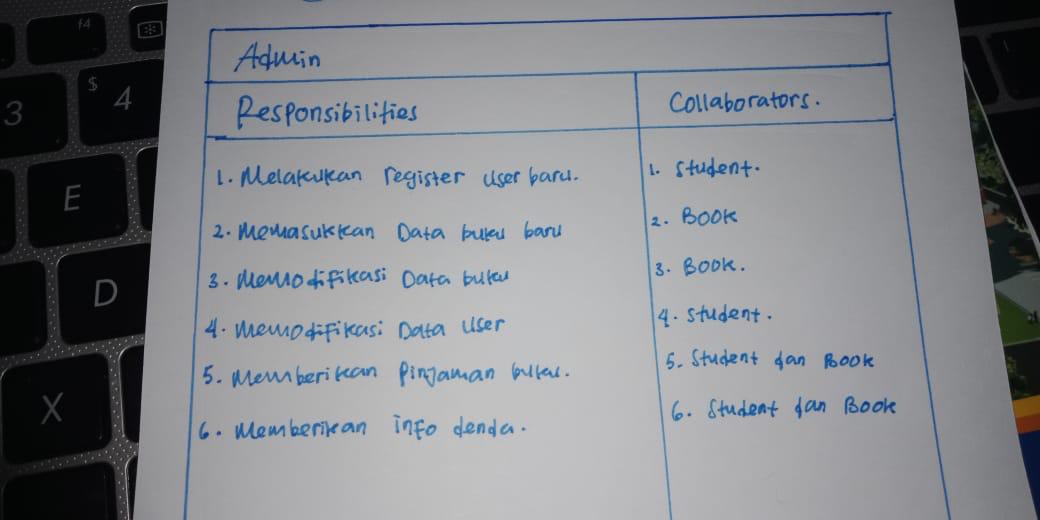 f4
$
4
3
E
D
X
Admin
Responsibilities
Collaborators.
1. Melakukan register user baru.
1. Student.
2. Memasukkan Data buku baru
2. Book
3. Memodifikasi Data buku
3. Book.
4. Memodifikasi Data User
4. Student.
5. Memberikan Pinjaman buku.
5. Student dan Book
6. Memberikan info denda.
6. Student dan Book